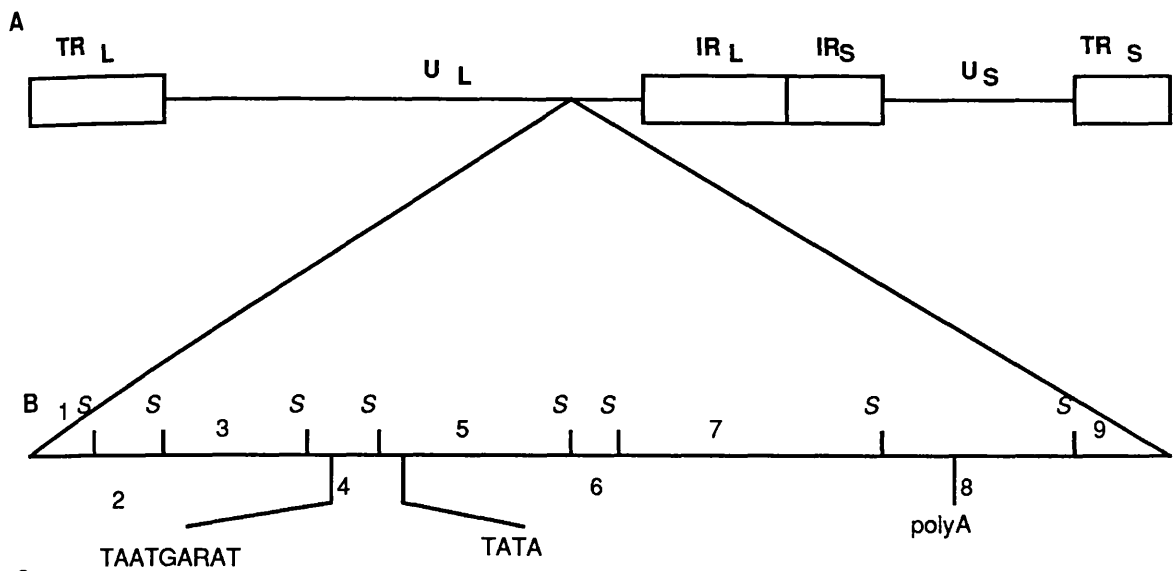 A
TR L U L IR L IR S U S TR S
B 1 S S S S S S S S
3 5 7 9
2 4 6 8
TAATGARAT TATA polyA